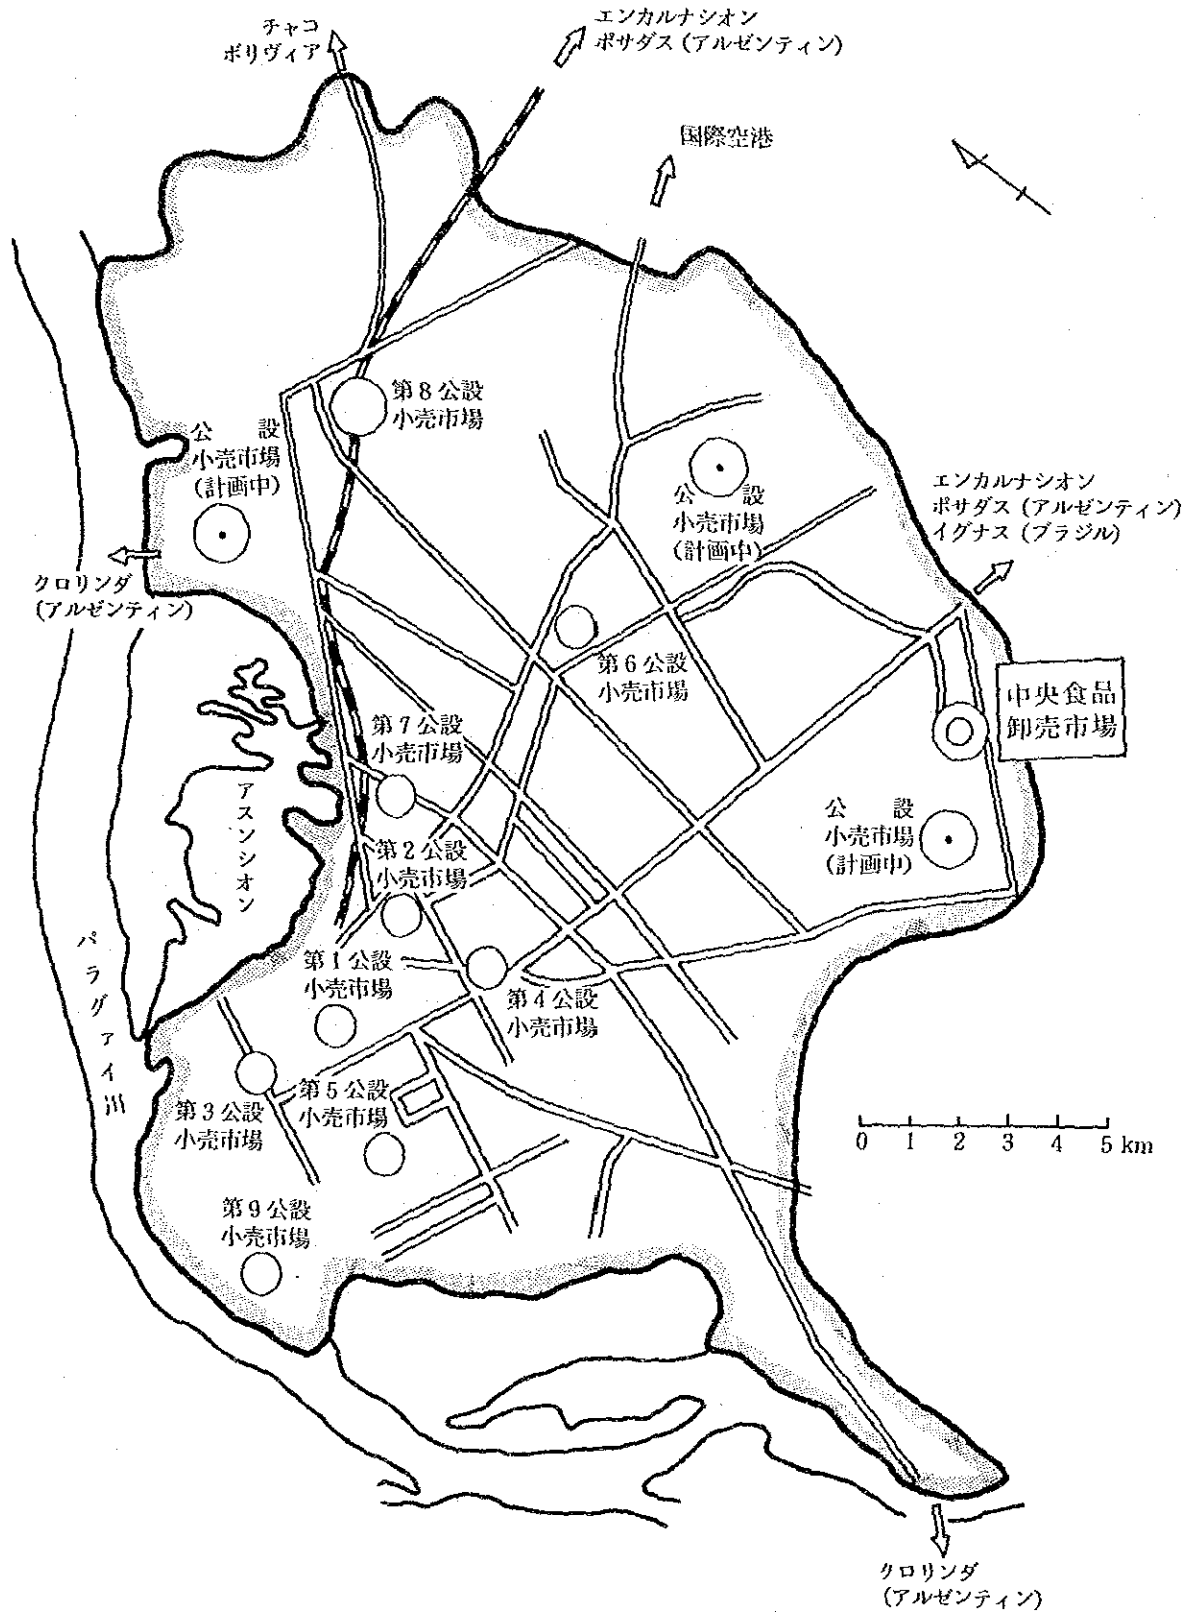 チャコ
ボリヴィア
エンカルナシオン
ポサダス (アルゼンティン)
国際空港
第8公設
小売市場
公設
小売市場
(計画中)
公設
小売市場
(計画中)
エンカルナシオン
ポサダス (アルゼンティン)
イグナス (ブラジル)
クロリンダ
(アルゼンティン)
第6公設
小売市場
中央食品
卸売市場
第7公設
小売市場
アスンシオン
公設
小売市場
(計画中)
第2公設
小売市場
パラグァイ川
第1公設
小売市場
第4公設
小売市場
第5公設
小売市場
第3公設
小売市場
0 1 2 3 4 5 km
第9公設
小売市場
クロリンダ
(アルゼンティン)